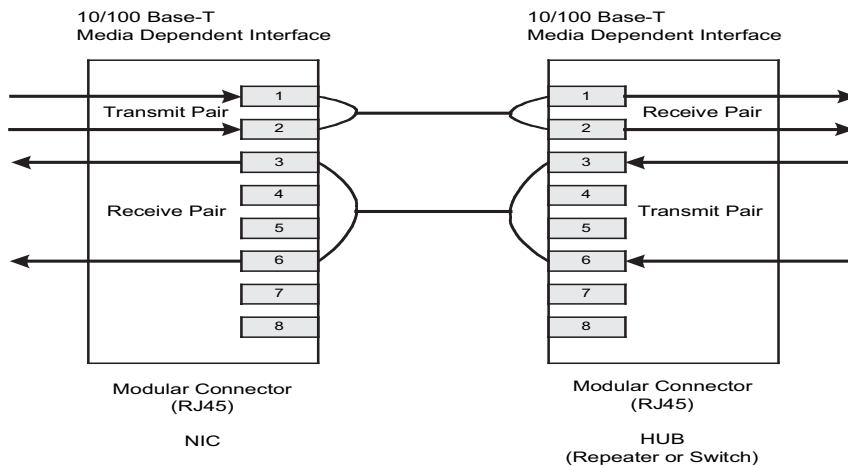 10/100 Base-T
Media Dependent Interface
10/100 Base-T
Media Dependent Interface
1
Transmit Pair
2
3
4
Receive Pair
5
6
7
8
1
Receive Pair
2
3
4
Transmit Pair
5
6
7
8
Modular Connector
(RJ45)
NIC
Modular Connector
(RJ45)
HUB
(Repeater or Switch)